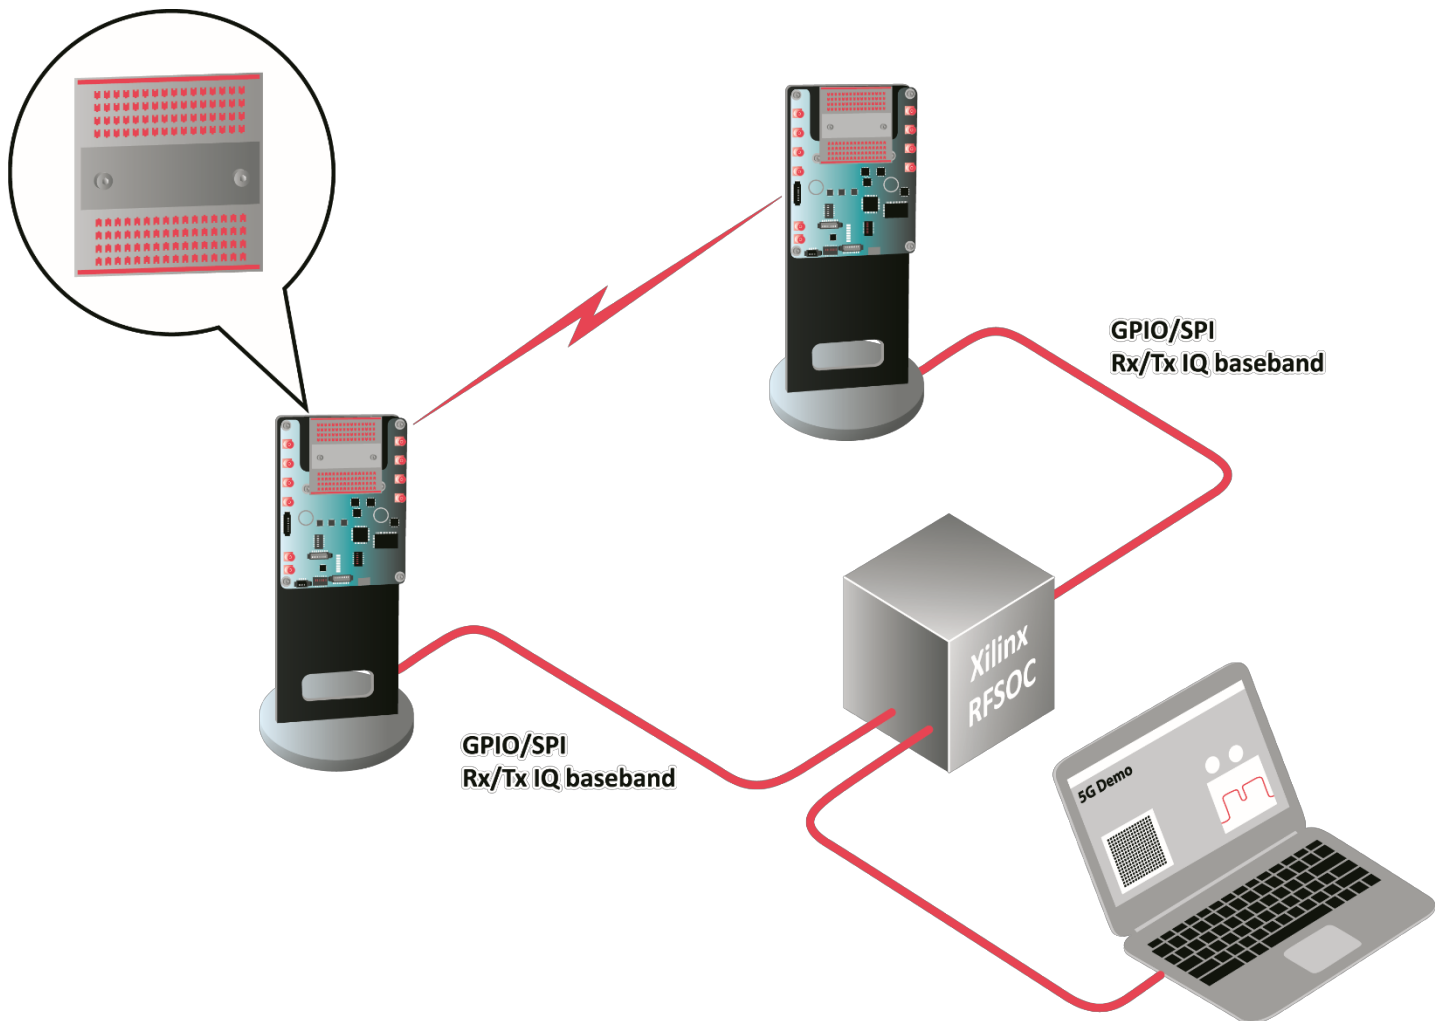 GPIO/SPI
Rx/Tx IQ baseband
Xilinx
RFSOC
GPIO/SPI
Rx/Tx IQ baseband
5G Demo